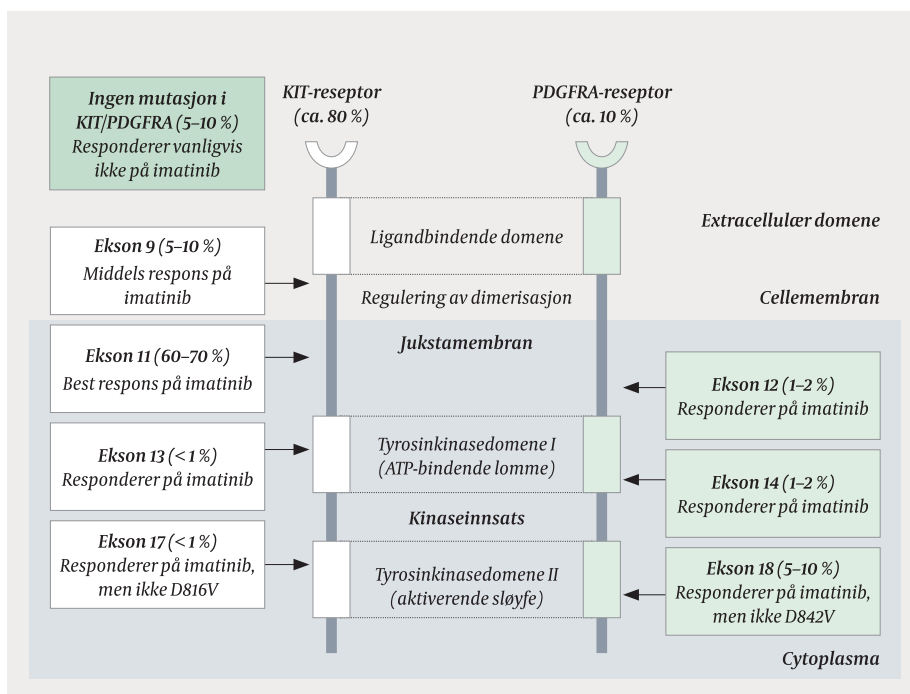 Ingen mutasjon i
KIT/PDGFRA (5–10 %)
Responderer vanligvis
ikke på imatinib
KIT-reseptor
(ca. 80 %)
PDGFRA-reseptor
(ca. 10 %)
Ligandbindende domene
Extracellulær domene
Ekson 9 (5–10 %)
Middels respons på
imatinib
Regulering av dimerisasjon
Cellemembran
Jukstamembran
Ekson 11 (60–70 %)
Best respons på imatinib
Ekson 12 (1–2 %)
Responderer på imatinib
Ekson 13 (<1 %)
Responderer på imatinib
Tyrosinkinasedomene I
(ATP-bindende lomme)
Ekson 14 (1–2 %)
Responderer på imatinib
Kinaseinnsats
Ekson 17 (<1 %)
Responderer på imatinib,
men ikke D816V
Tyrosinkinasedomene II
(aktiverende sløyfe)
Ekson 18 (5–10 %)
Responderer på imatinib,
men ikke D842V
Cytoplasma